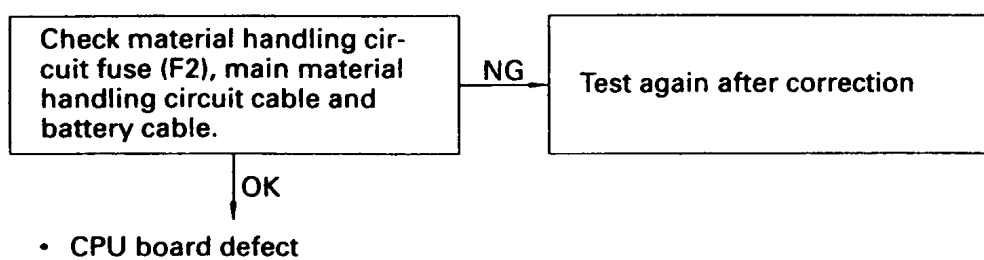 Check material handling cir-
cuit fuse (F2), main material
handling circuit cable and
battery cable.
NG
Test again after correction
OK
• CPU board defect